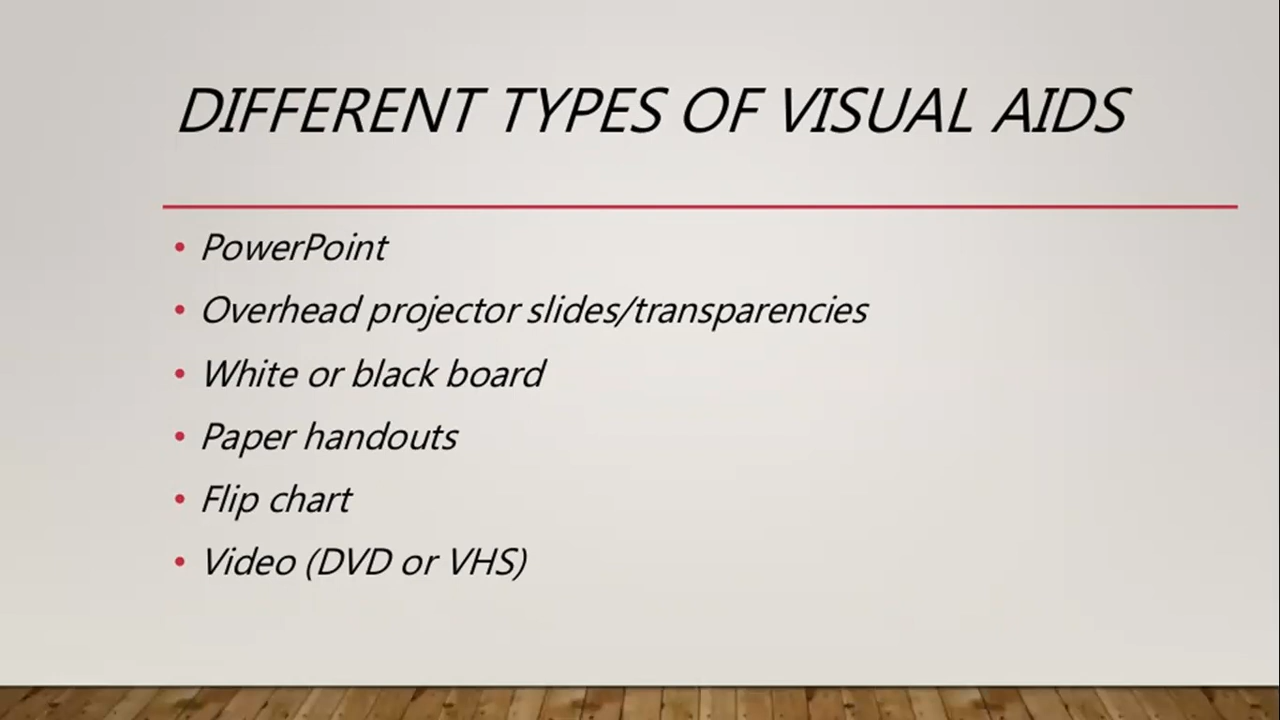 DIFFERENT TYPES OF VISUAL AIDS
• PowerPoint
• Overhead projector slides/transparencies
• White or black board
• Paper handouts
• Flip chart
• Video (DVD or VHS)